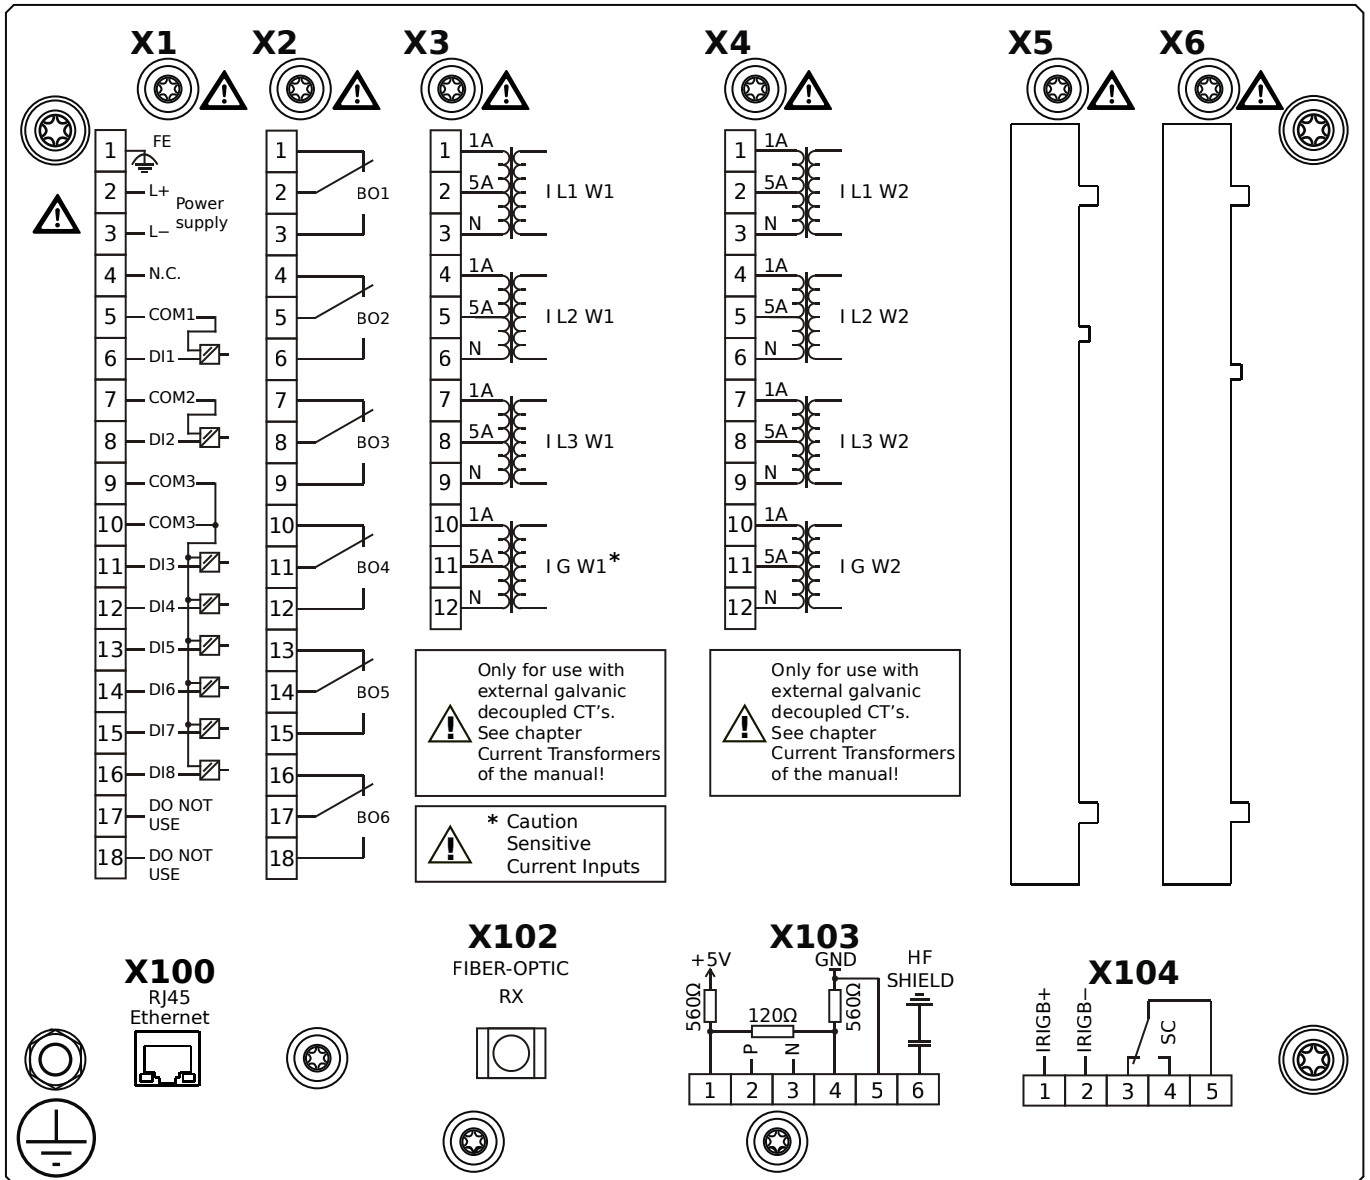 X1
X2
X3
X4
X5
X6
1 FE
2 L+
Power
supply
3 L−
4 N.C.
5 COM1
6 DI1
7 COM2
8 DI2
9 COM3
10 COM3
11 DI3
12 DI4
13 DI5
14 DI6
15 DI7
16 DI8
17 DO NOT
USE
18 DO NOT
USE
1
2 BO1
3
4
5 BO2
6
7
8 BO3
9
10
11 BO4
12
13
14 BO5
15
16
17 BO6
18
1 1A
2 5A I L1 W1
3 N
4 1A
5 5A I L2 W1
6 N
7 1A
8 5A I L3 W1
9 N
10 1A
11 5A I G W1*
12 N
Only for use with
external galvanic
decoupled CT's.
See chapter
Current Transformers
of the manual!
* Caution
Sensitive
Current Inputs
1 1A
2 5A I L1 W2
3 N
4 1A
5 5A I L2 W2
6 N
7 1A
8 5A I L3 W2
9 N
10 1A
11 5A I G W2
12 N
Only for use with
external galvanic
decoupled CT's.
See chapter
Current Transformers
of the manual!
X100
RJ45
Ethernet
X102
FIBER-OPTIC
RX
X103
+5V
GND
HF
SHIELD
560Ω
120Ω
560Ω
P
N
1 2 3 4 5 6
X104
IRIGB+
IRIGB−
SC
1 2 3 4 5